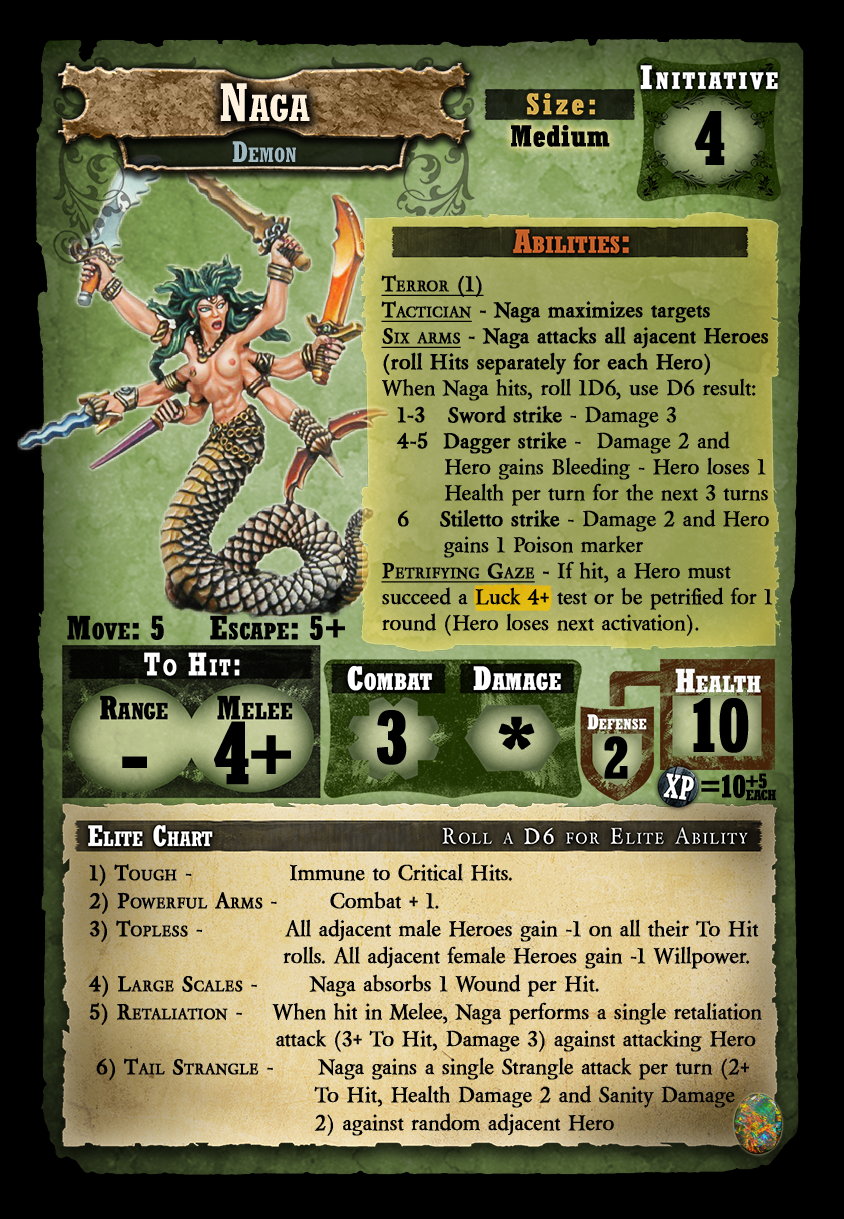 Naga
Demon
Size:
Medium
Initiative
4
Abilities:
Terror (1)
Tactician - Naga maximizes targets
Six arms - Naga attacks all ajacent Heroes
(roll Hits separately for each Hero)
When Naga hits, roll 1D6, use D6 result:
1-3 Sword strike - Damage 3
4-5 Dagger strike - Damage 2 and
Hero gains Bleeding - Hero loses 1
Health per turn for the next 3 turns
6 Stiletto strike - Damage 2 and Hero
gains 1 Poison marker
Petrifying Gaze - If hit, a Hero must
succeed a Luck 4+ test or be petrified for 1
round (Hero loses next activation).
Move: 5 Escape: 5+
To Hit:
Range
-
Melee
4+
Combat
3
Damage
*
Defense
2
Health
10
XP =10 +5 EACH
Elite Chart Roll a D6 for Elite Ability
1) Tough - Immune to Critical Hits.
2) Powerful Arms - Combat + 1.
3) Topless - All adjacent male Heroes gain -1 on all their To Hit
rolls. All adjacent female Heroes gain -1 Willpower.
4) Large Scales - Naga absorbs 1 Wound per Hit.
5) Retaliation - When hit in Melee, Naga performs a single retaliation
attack (3+ To Hit, Damage 3) against attacking Hero
6) Tail Strangle - Naga gains a single Strangle attack per turn (2+
To Hit, Health Damage 2 and Sanity Damage
2) against random adjacent Hero